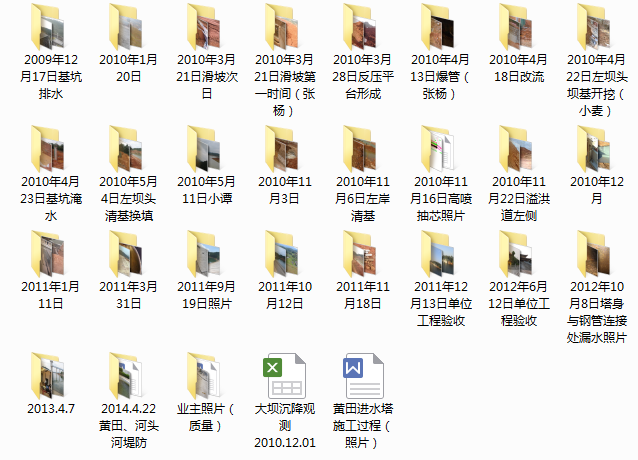 2009年12
月17日基坑
排水
2010年1月
20日
2010年3月
21日滑坡次
日
2010年3月
21日滑坡第
一时间（张
杨）
2010年3月
28日反压平
台形成
2010年4月
13日爆管（
张杨）
2010年4月
18日改流
2010年4月
22日左坝头
坝基开挖（
小麦）
2010年4月
23日基坑淹
水
2010年5月
4日左坝头
清基换填
2010年5月
11日小谭
2010年11
月3日
2010年11
月6日左岸
清基
2010年11
月16日高喷
抽芯照片
2010年11
月22日溢洪
道左侧
2010年12
月
2011年1月
11日
2011年3月
31日
2011年9月
19日照片
2011年10
月12日
2011年11
月18日
2011年12
月13日单位
工程验收
2012年6月
12日单位工
程验收
2012年10
月8日塔身
与钢管连接
处漏水照片
2013.4.7
2014.4.22
莆田、河头
河堤防
业主照片（
质量）
大坝沉降观
测
2010.12.01
莆田进水塔
施工过程（
照片）